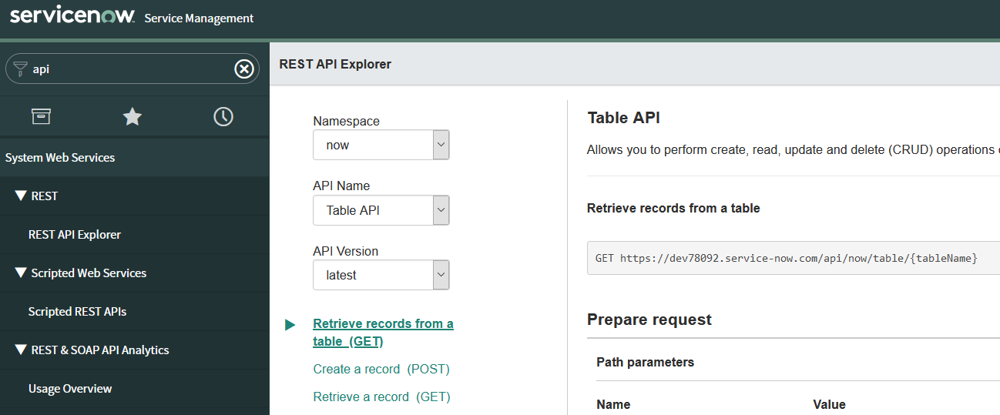 servicenow Service Management
api
System Web Services
REST
REST API Explorer
Scripted Web Services
Scripted REST APIs
REST & SOAP API Analytics
Usage Overview
REST API Explorer
Namespace
now
API Name
Table API
API Version
latest
Retrieve records from a
table (GET)
Create a record (POST)
Retrieve a record (GET)
Table API
Allows you to perform create, read, update and delete (CRUD) operations
Retrieve records from a table
GET https://dev78092.service-now.com/api/now/table/{tableName}
Prepare request
Path parameters
Name Value